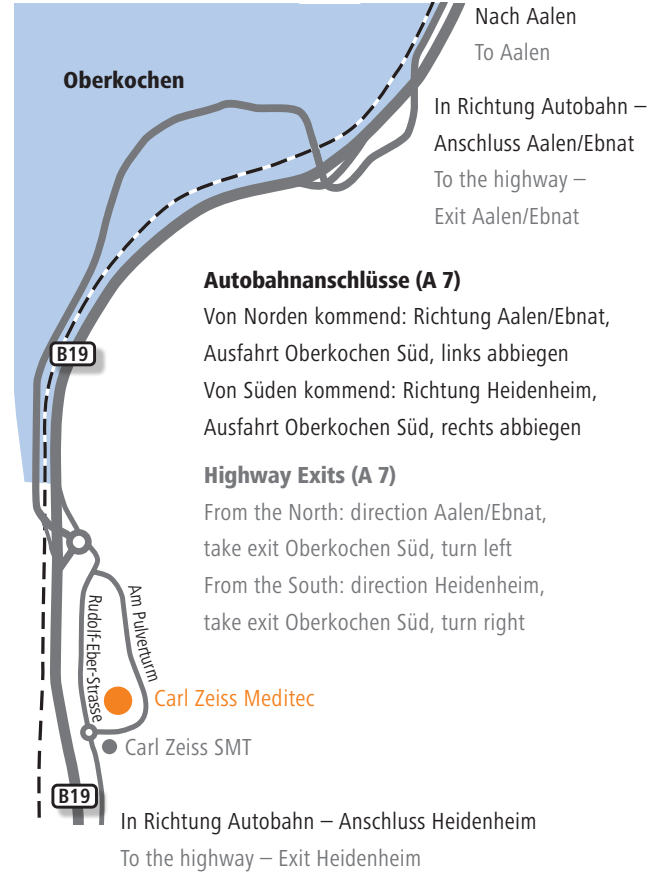 Nach Aalen
To Aalen
Oberkochen
In Richtung Autobahn –
Anschluss Aalen/Ebnat
To the highway –
Exit Aalen/Ebnat
Autobahnanschlüsse (A 7)
Von Norden kommend: Richtung Aalen/Ebnat,
Ausfahrt Oberkochen Süd, links abbiegen
Von Süden kommend: Richtung Heidenheim,
Ausfahrt Oberkochen Süd, rechts abbiegen
B19
Highway Exits (A 7)
From the North: direction Aalen/Ebnat,
take exit Oberkochen Süd, turn left
From the South: direction Heidenheim,
take exit Oberkochen Süd, turn right
Am Pulverturm
Rudolf-Eber-Strasse
Carl Zeiss Meditec
Carl Zeiss SMT
B19
In Richtung Autobahn – Anschluss Heidenheim
To the highway – Exit Heidenheim